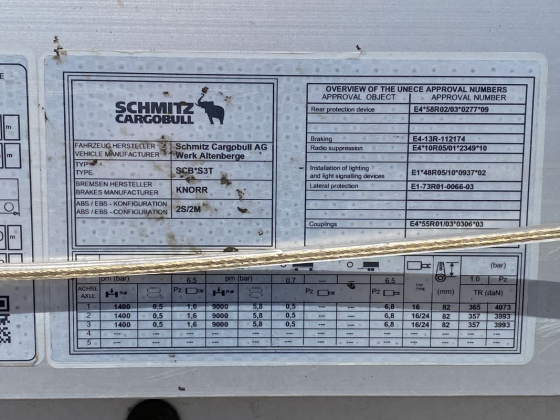 E
SCHMITZ
CARGOBULL
FAHRZEUG HERSTELLER
VEHICLE MANUFACTURER
Schmitz Cargobull AG
Werk Altenberge
TYP
TYPE
SCB*S3T
BREMSEN HERSTELLER
BRAKES MANUFACTURER
KNORR
ABS / EBS - KONFIGURATION
ABS / EBS - CONFIGURATION
2S/2M
OVERVIEW OF THE UNECE APPROVAL NUMBERS
APPROVAL OBJECT APPROVAL NUMBER
Rear protection device E4*58R02/03*0277*09
Braking E4-13R-112174
Radio suppression E4*10R05/01*2349*10
Installation of lighting
and light signalling devices E1*48R05/10*0937*02
Lateral protection E1-73R01-0066-03
Couplings E4*55R01/03*0306*03
m
m
m
pm (bar) 6.5 pm (bar) 0.7 6.5 (bar)
ACHSE
AXLE
Pz Pz Pz (mm) 1.0 Pz
TR (daN)
1 1400 0,5 1,6 9000 5,8 0,5 --- --- 6,8 16 82 365 4073
2 1400 0,5 1,6 9000 5,8 0,5 --- --- 6,8 16/24 82 357 3993
3 1400 0,5 1,6 9000 5,8 0,5 --- --- 6,8 16/24 82 357 3993
4 --- --- --- --- --- --- --- --- --- --- --- --- ---
5 --- --- --- --- --- --- --- --- --- --- --- --- ---